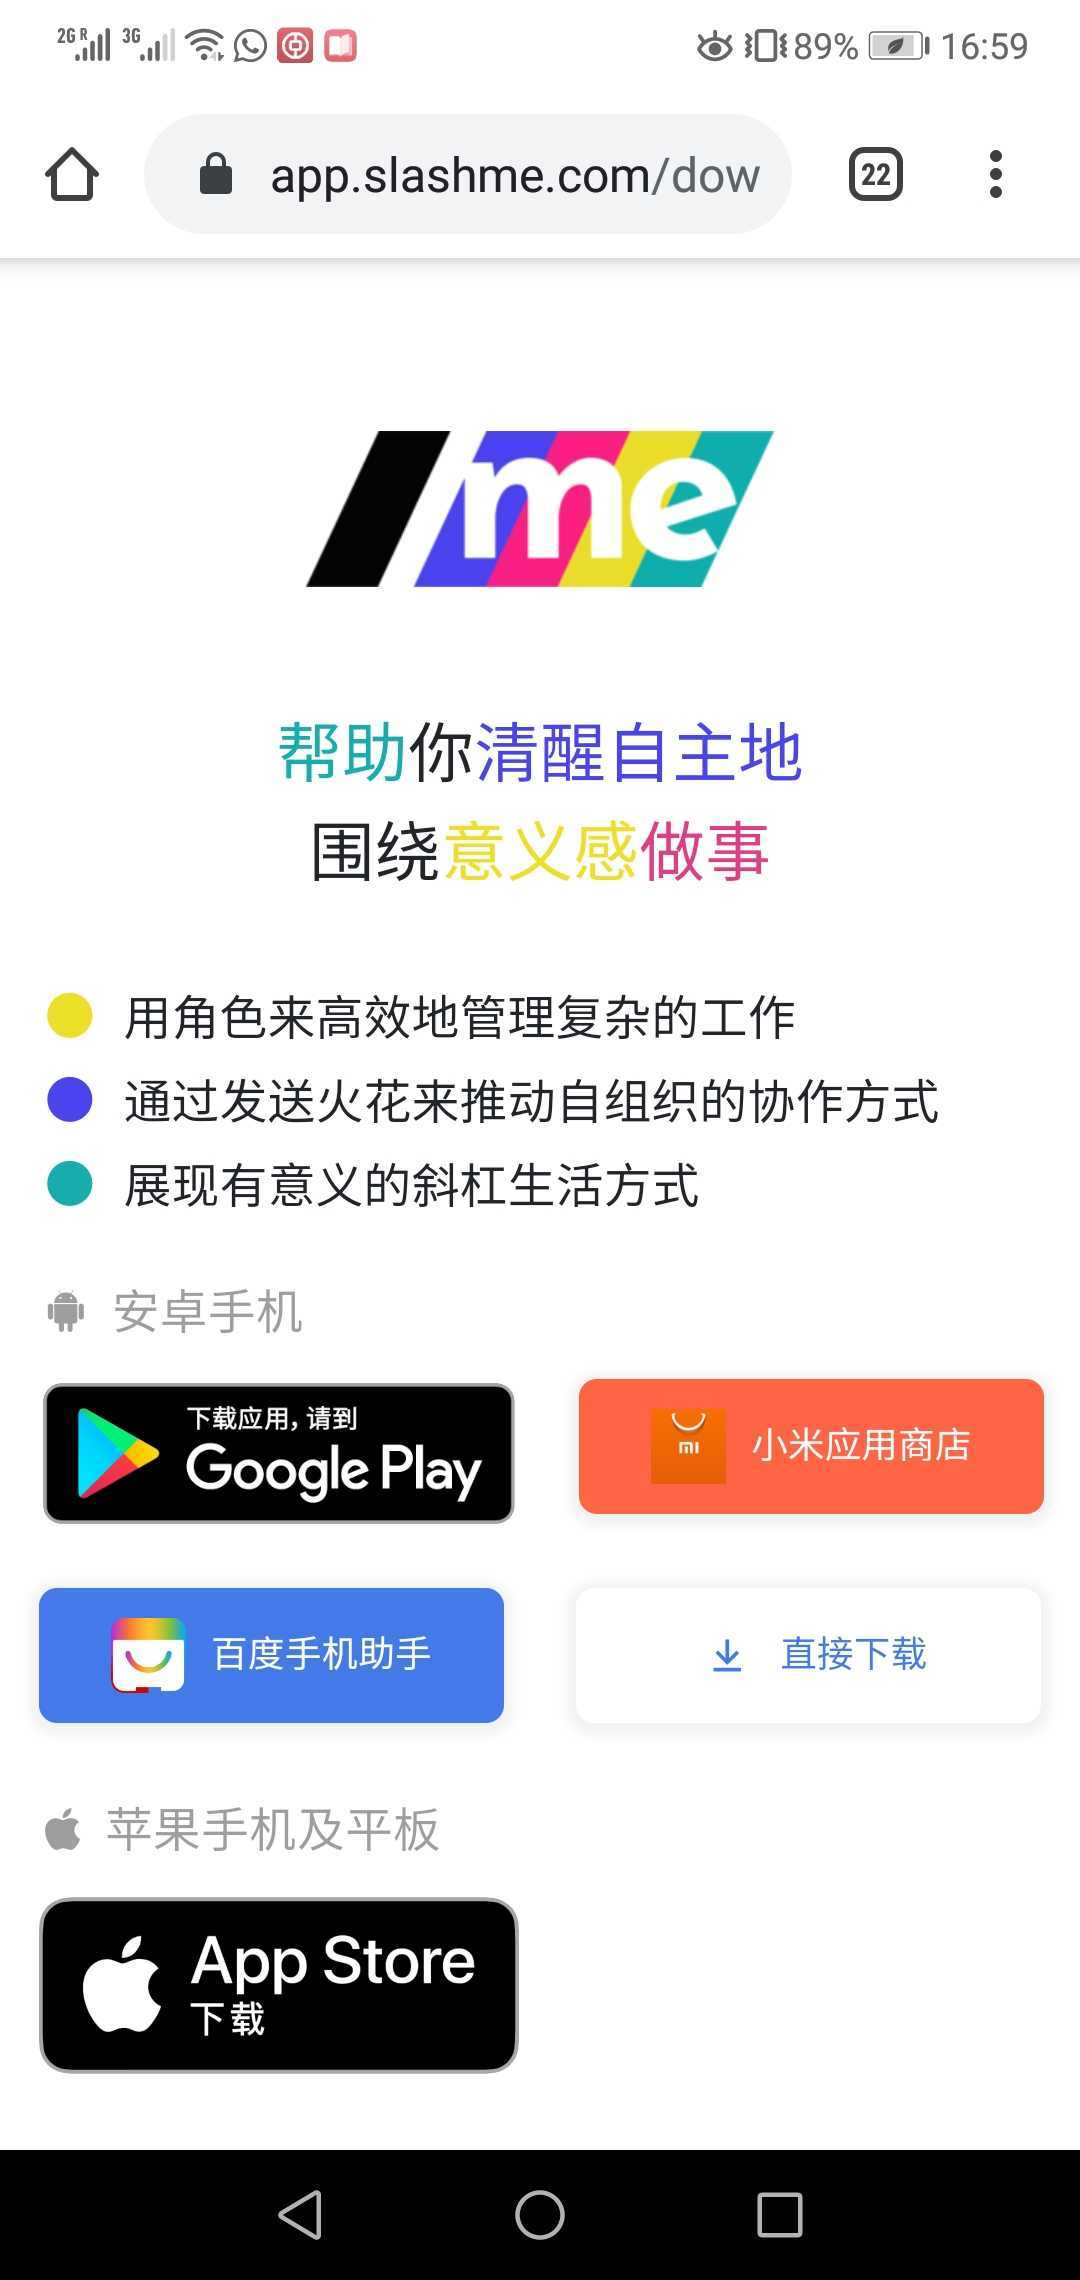 2G R 3G 89% 16:59
app.slashme.com/dow 22
me
帮助你清醒自主地
围绕意义感做事
用角色来高效地管理复杂的工作
通过发送火花来推动自组织的协作方式
展现有意义的斜杠生活方式
安卓手机
下载应用，请到
Google Play
mi 小米应用商店
百度手机助手
直接下载
苹果手机及平板
App Store
下载